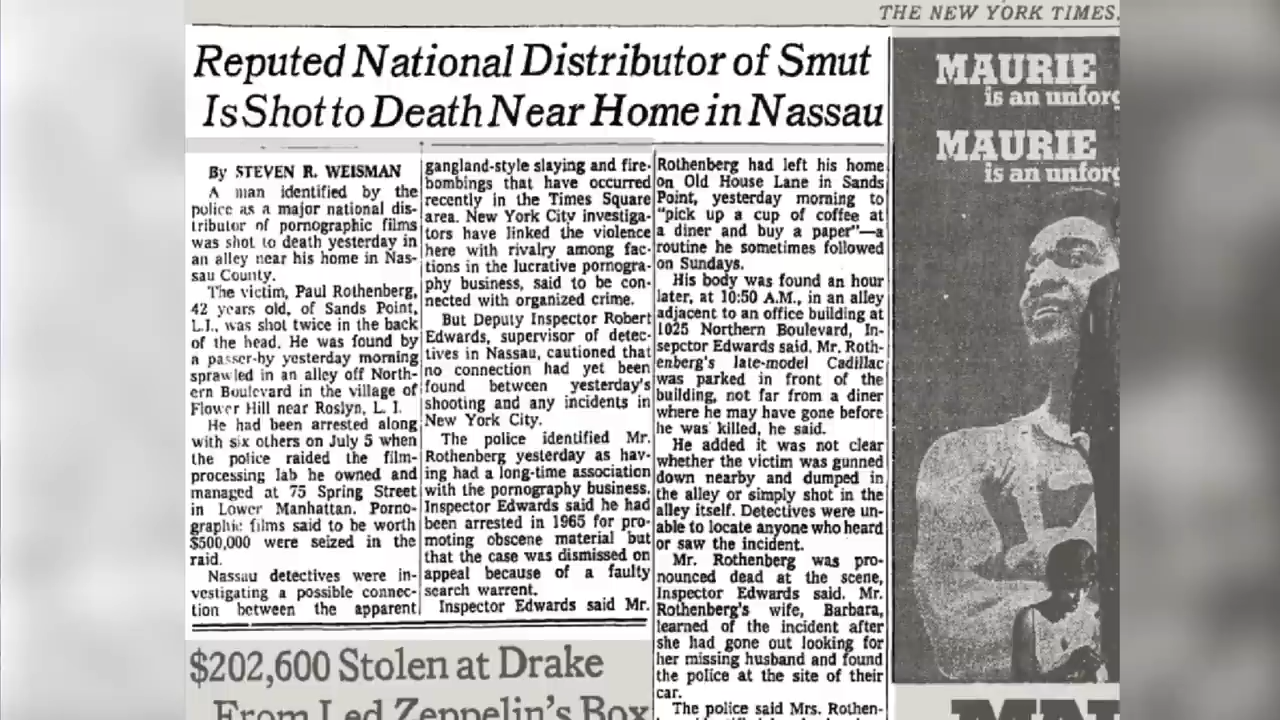 THE NEW YORK TIMES,
Reputed National Distributor of Smut
Is Shot to Death Near Home in Nassau
By STEVEN R. WEISMAN
A man identified by the
police as a major national dis-
tributor of pornographic films
was shot to death yesterday in
an alley near his home in Nas-
sau County.
The victim, Paul Rothenberg,
42 years old, of Sands Point,
L.I., was shot twice in the back
of the head. He was found by
a passer-by yesterday morning
sprawled in an alley off North-
ern Boulevard in the village of
Flower Hill near Roslyn, L. I.
He had been arrested along
with six others on July 5 when
the police raided the film-
processing lab he owned and
managed at 75 Spring Street
in Lower Manhattan. Porno-
graphic films said to be worth
$500,000 were seized in the
raid.
Nassau detectives were in-
vestigating a possible connec-
tion between the apparent
gangland-style slaying and fire-
bombings that have occurred
recently in the Times Square
area. New York City investiga-
tors have linked the violence
here with rivalry among fac-
tions in the lucrative pornogra-
phy business, said to be con-
nected with organized crime.
But Deputy Inspector Robert
Edwards, supervisor of detec-
tives in Nassau, cautioned that
no connection had yet been
found between yesterday's
shooting and any incidents in
New York City.
The police identified Mr.
Rothenberg yesterday as hav-
ing had a long-time association
with the pornography business.
Inspector Edwards said he had
been arrested in 1965 for pro-
moting obscene material but
that the case was dismissed on
appeal because of a faulty
search warrent.
Inspector Edwards said Mr.
Rothenberg had left his home
on Old House Lane in Sands
Point, yesterday morning to
"pick up a cup of coffee at
a diner and buy a paper"—a
routine he sometimes followed
on Sundays.
His body was found an hour
later, at 10:50 A.M., in an alley
adjacent to an office building at
1025 Northern Boulevard, In-
sepctor Edwards said. Mr. Roth-
enberg's late-model Cadillac
was parked in front of the
building, not far from a diner
where he may have gone before
he was killed, he said.
He added it was not clear
whether the victim was gunned
down nearby and dumped in
the alley or simply shot in the
alley itself. Detectives were un-
able to locate anyone who heard
or saw the incident.
Mr. Rothenberg was pro-
nounced dead at the scene,
Inspector Edwards said. Mr.
Rothenberg's wife, Barbara,
learned of the incident after
she had gone out looking for
her missing husband and found
the police at the site of their
car.
The police said Mrs. Rothen-
$202,600 Stolen at Drake
From Led Zeppelin's Box
MAURIE
is an unforg
MAURIE
is an unforg